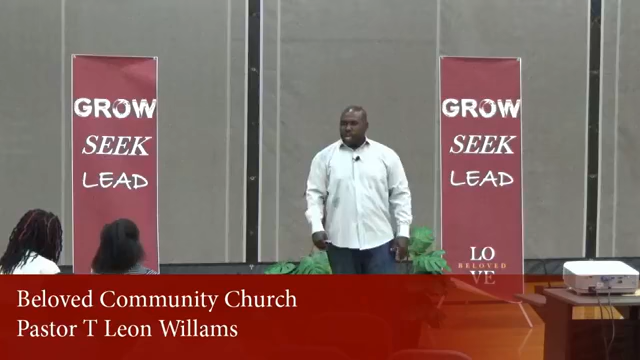 GROW
SEEK
LEAD
GROW
SEEK
LEAD
LO
BELOVED
VE
Beloved Community Church
Pastor T Leon Willams